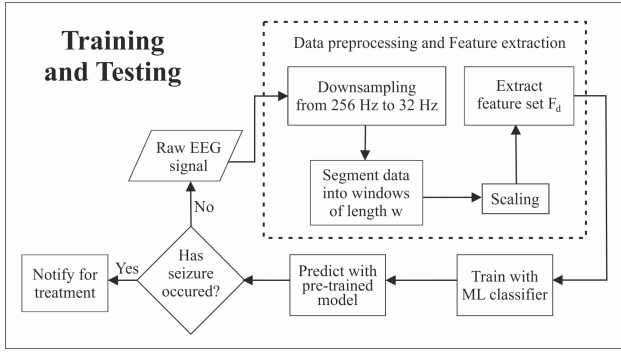 Training
and Testing
Data preprocessing and Feature extraction
Downsampling
from 256 Hz to 32 Hz
Extract
feature set F_d
Raw EEG
signal
Segment data
into windows
of length w
Scaling
No
Has
seizure
occured?
Yes
Notify for
treatment
Predict with
pre-trained
model
Train with
ML classifier